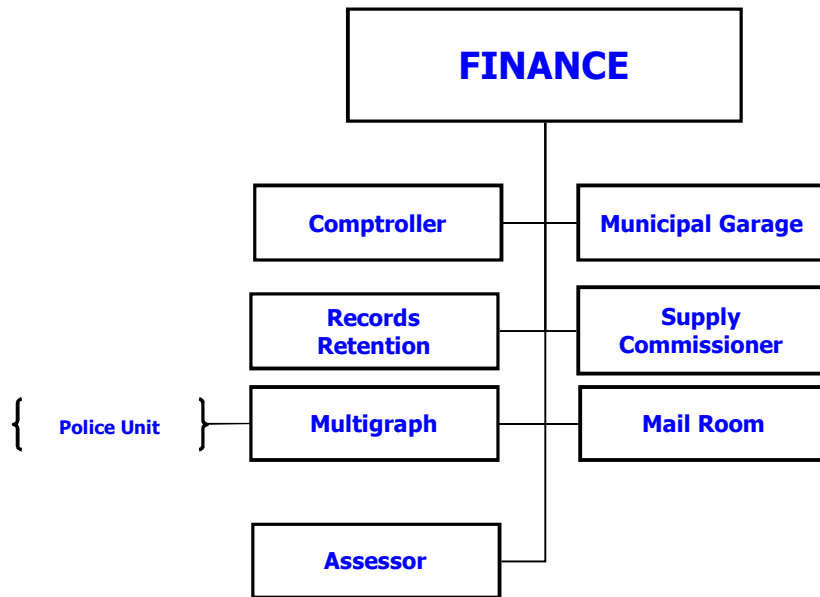 FINANCE
Comptroller
Municipal Garage
Records
Retention
Supply
Commissioner
{ Police Unit }
Multigraph
Mail Room
Assessor